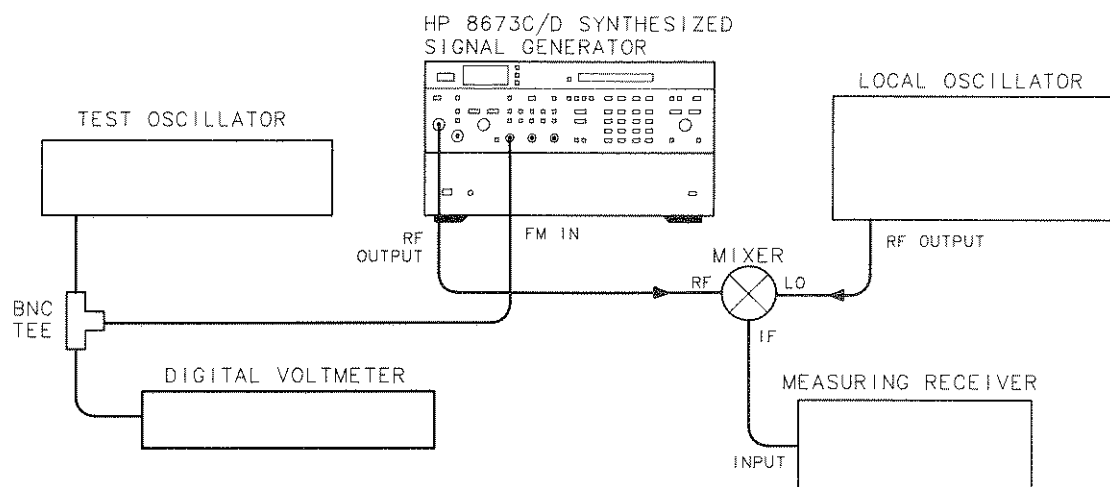 HP 8673C/D SYNTHESIZED
SIGNAL GENERATOR
LOCAL OSCILLATOR
TEST OSCILLATOR
RF
OUTPUT
FM IN
RF OUTPUT
MIXER
RF
LO
BNC
TEE
IF
DIGITAL VOLTMETER
MEASURING RECEIVER
INPUT